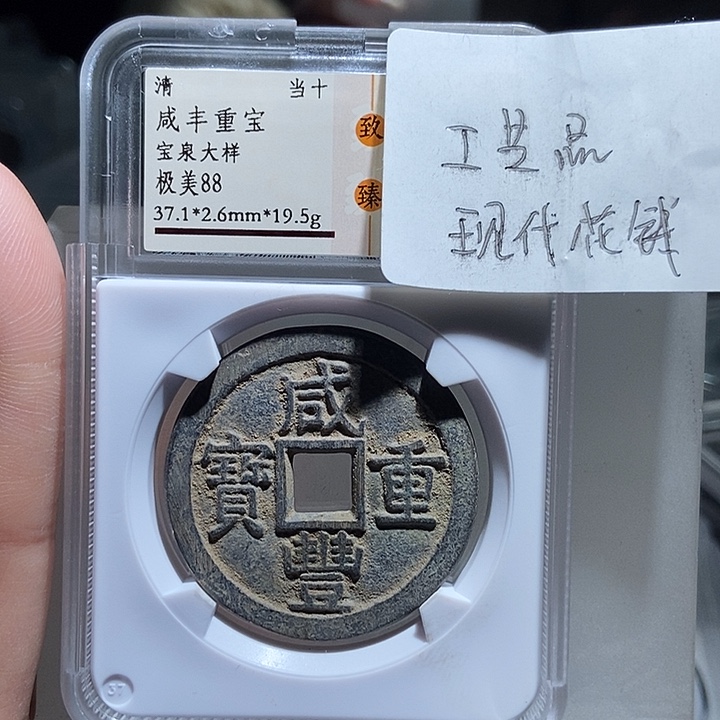 清 当十
咸丰重宝
宝泉大样
极美88
37.1*2.6mm*19.5g
致
臻
工艺品
现代花钱
咸
寶 重
豐
37